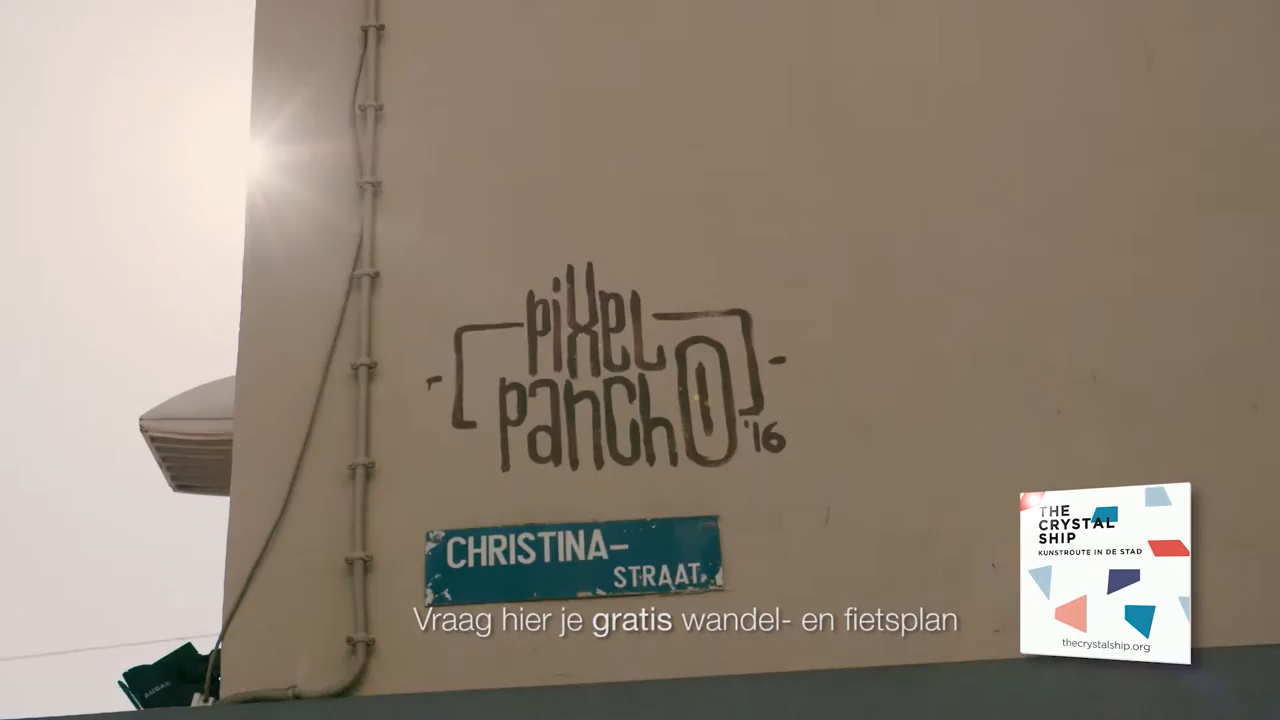 pixel
pancho
'16
CHRISTINA-
STRAAT.
Vraag hier je gratis wandel- en fietsplan
THE
CRYSTAL
SHIP
KUNSTROUTE IN DE STAD
thecrystalship.org
AUDAC